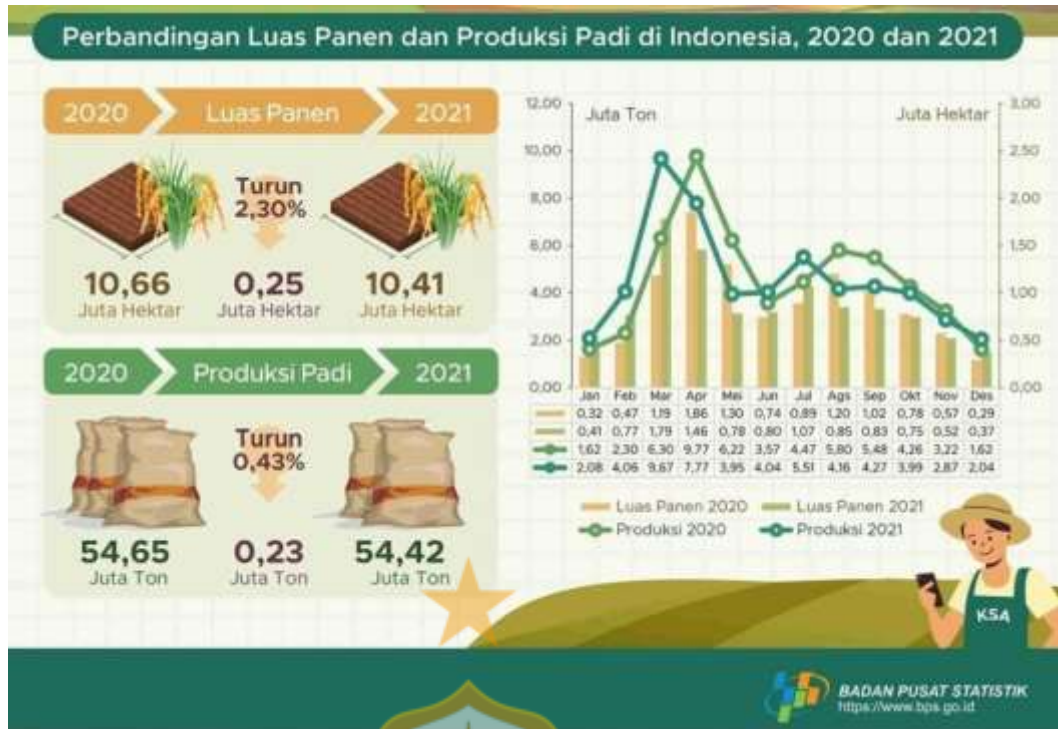 Perbandingan Luas Panen dan Produksi Padi di Indonesia, 2020 dan 2021
2020 Luas Panen 2021
Turun
2,30%
10,66 0,25 10,41
Juta Hektar Juta Hektar Juta Hektar
2020 Produksi Padi 2021
Turun
0,43%
54,65 0,23 54,42
Juta Ton Juta Ton Juta Ton
Juta Ton Juta Hektar
12,00 3,00
10,00 2,50
8,00 2,00
6,00 1,50
4,00 1,00
2,00 0,50
0,00 0,00
Jan Feb Mar Apr Mei Jun Jul Ags Sep Okt Nov Des
0,32 0,47 1,19 1,86 1,30 0,74 0,89 1,20 1,02 0,78 0,57 0,29
0,41 0,77 1,79 1,46 0,78 0,80 1,07 0,85 0,83 0,75 0,52 0,37
1,62 2,30 6,30 9,77 6,22 3,57 4,47 5,80 5,48 4,26 3,22 1,62
2,08 4,06 9,67 7,77 3,95 4,04 5,51 4,16 4,27 3,99 2,87 2,04
Luas Panen 2020 Luas Panen 2021
Produksi 2020 Produksi 2021
KSA
BADAN PUSAT STATISTIK
https://www.bps.go.id